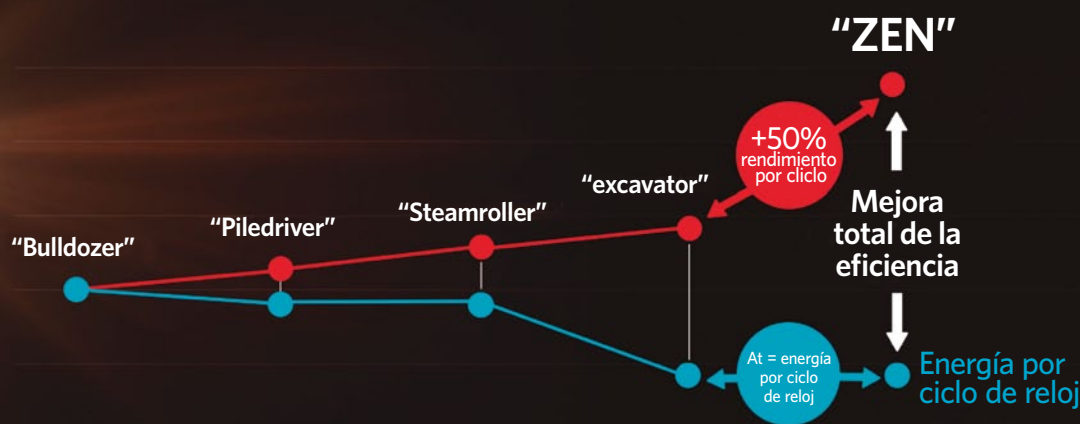 “ZEN”
+50%
rendimiento
por cliclo
“excavator”
“Steamroller”
“Piledriver”
“Bulldozer”
Mejora
total de la
eficiencia
At = energía
por ciclo
de reloj
Energía por
ciclo de reloj